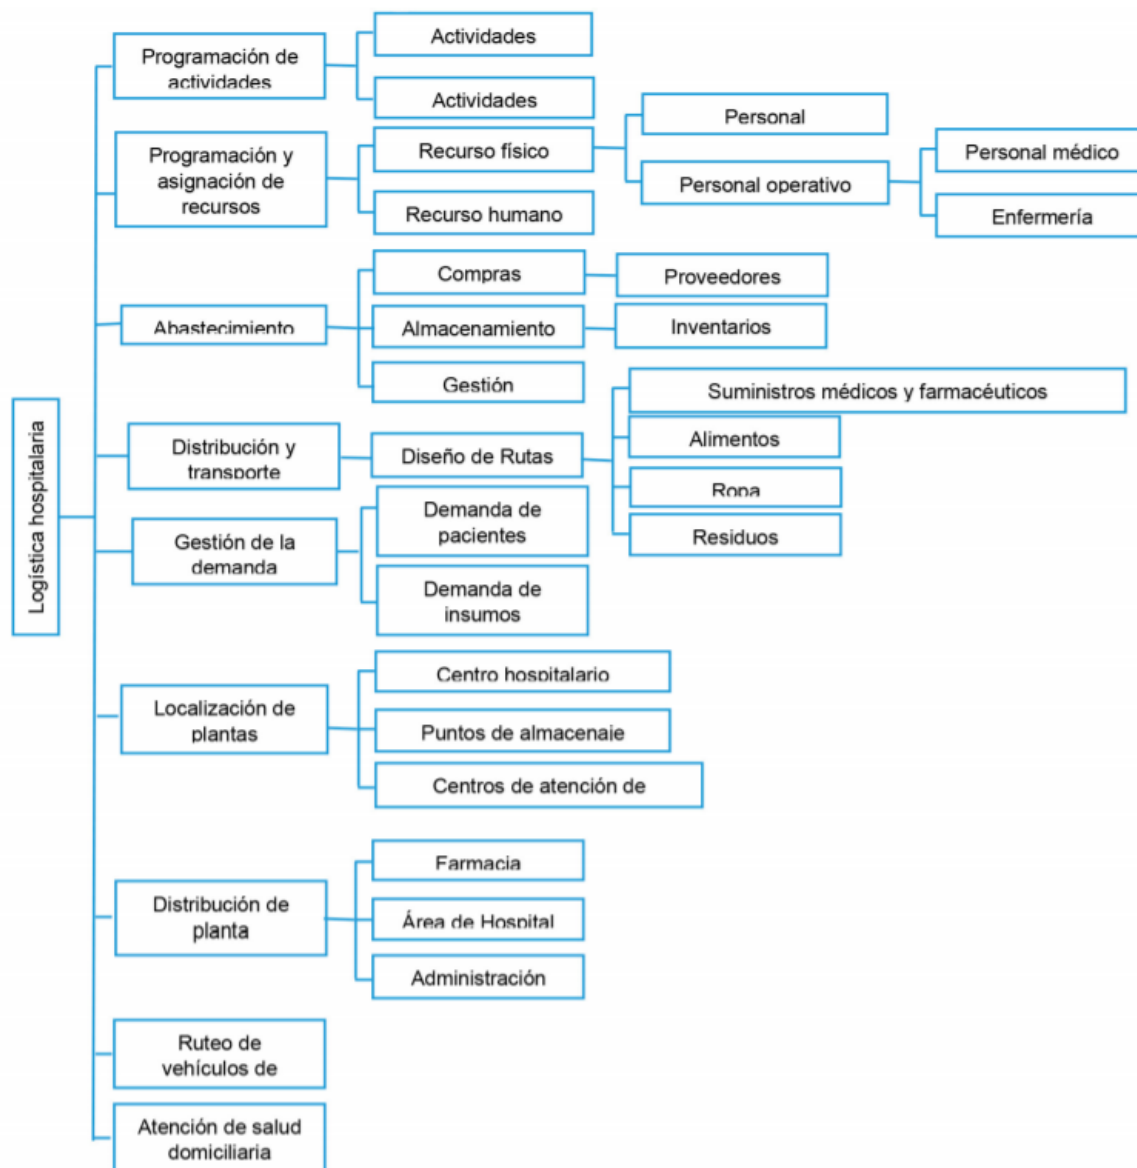 Logística hospitalaria
Programación de
actividades
Actividades
Actividades
Programación y
asignación de
recursos
Recurso físico
Personal
Personal operativo
Personal médico
Enfermería
Recurso humano
Abastecimiento
Compras
Proveedores
Almacenamiento
Inventarios
Gestión
Distribución y
transporte
Diseño de Rutas
Suministros médicos y farmacéuticos
Alimentos
Ropa
Residuos
Gestión de la
demanda
Demanda de
pacientes
Demanda de
insumos
Localización de
plantas
Centro hospitalario
Puntos de almacenaje
Centros de atención de
Distribución de
planta
Farmacia
Área de Hospital
Administración
Ruteo de
vehículos de
Atención de salud
domiciliaria